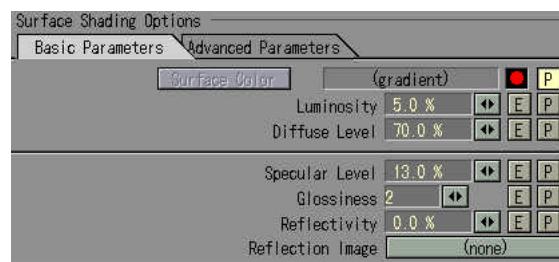 Surface Shading Options
Basic Parameters Advanced Parameters
Surface Color (gradient) P
Luminosity 5.0 % E P
Diffuse Level 70.0 % E P
Specular Level 13.0 % E P
Glossiness 2 E P
Reflectivity 0.0 % E P
Reflection Image (none)